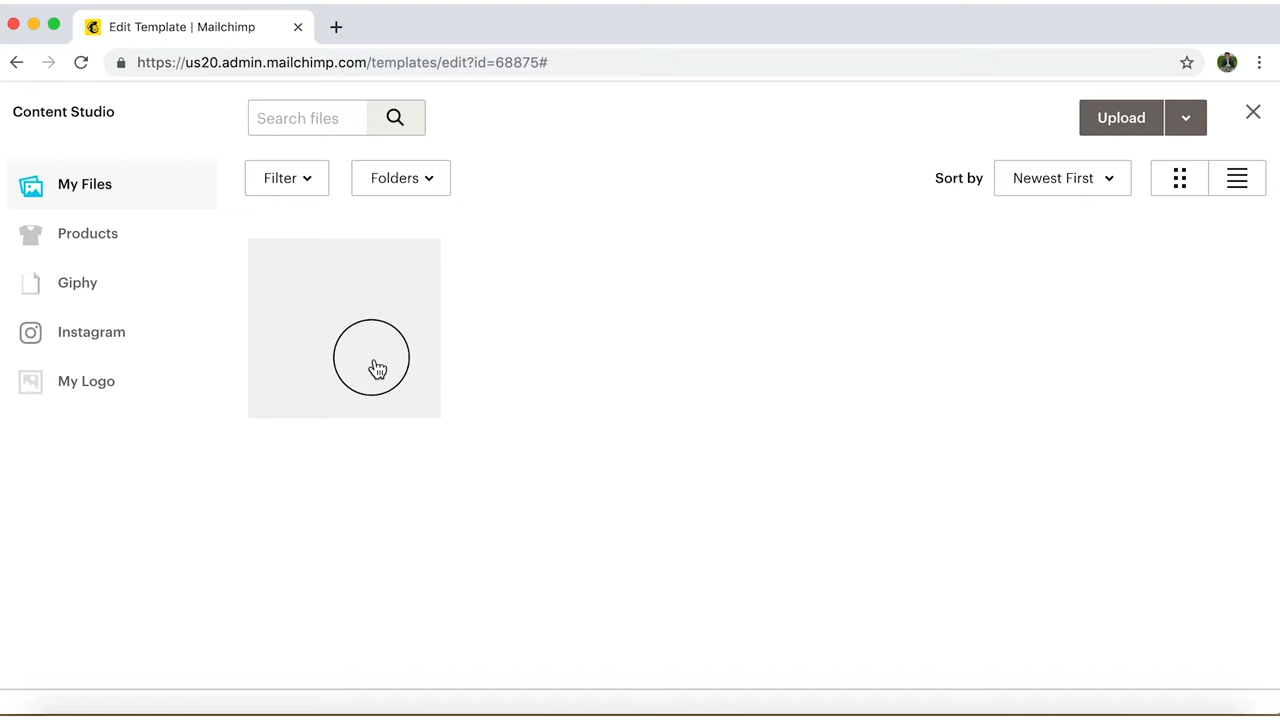 Edit Template | Mailchimp
https://us20.admin.mailchimp.com/templates/edit?id=68875#
Content Studio
Search files
Upload
Filter
Folders
Sort by
Newest First
My Files
Products
Giphy
Instagram
My Logo